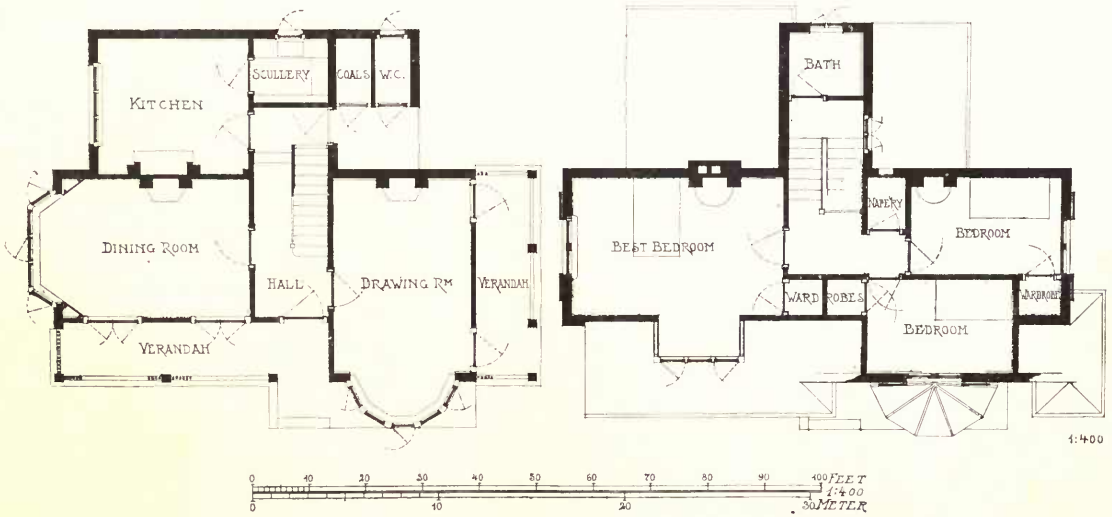 KITCHEN
SCULLERY
COALS
W.C.
DINING ROOM
HALL
DRAWING RM
VERANDAH
VERANDAH
BATH
BEST BEDROOM
NAPERY
BEDROOM
WARD ROBES
WARDROBE
BEDROOM
1:400
0 10 20 30 40 50 60 70 80 90 100 FEET
1:400
0 10 20 30 METER